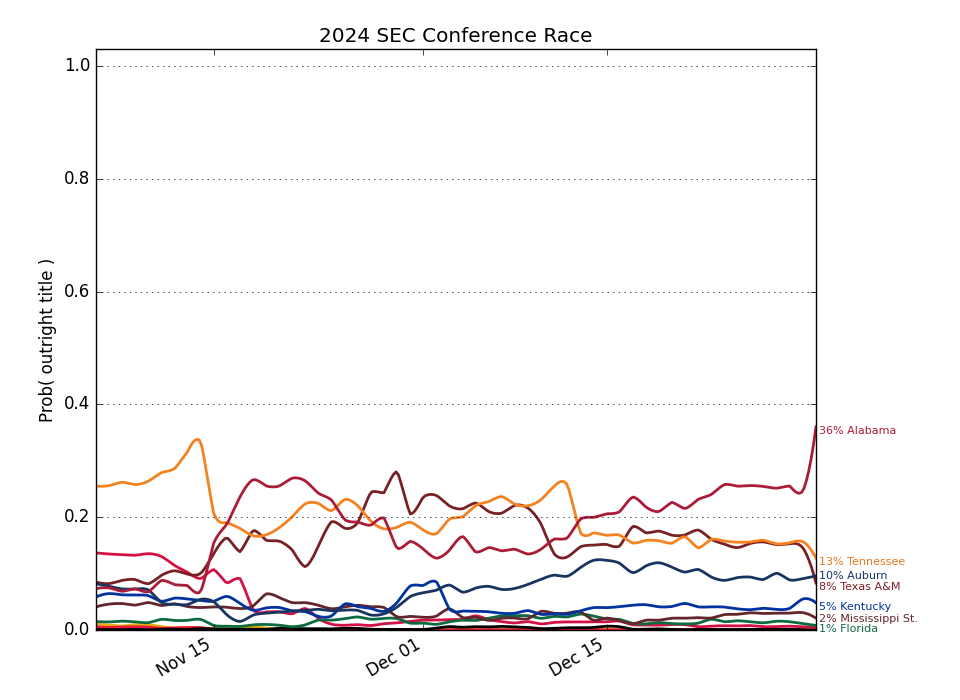 2024 SEC Conference Race
Prob( outright title )
1.0
0.8
0.6
0.4
0.2
0.0
Nov 15
Dec 01
Dec 15
36% Alabama
13% Tennessee
10% Auburn
8% Texas A&M
5% Kentucky
2% Mississippi St.
1% Florida